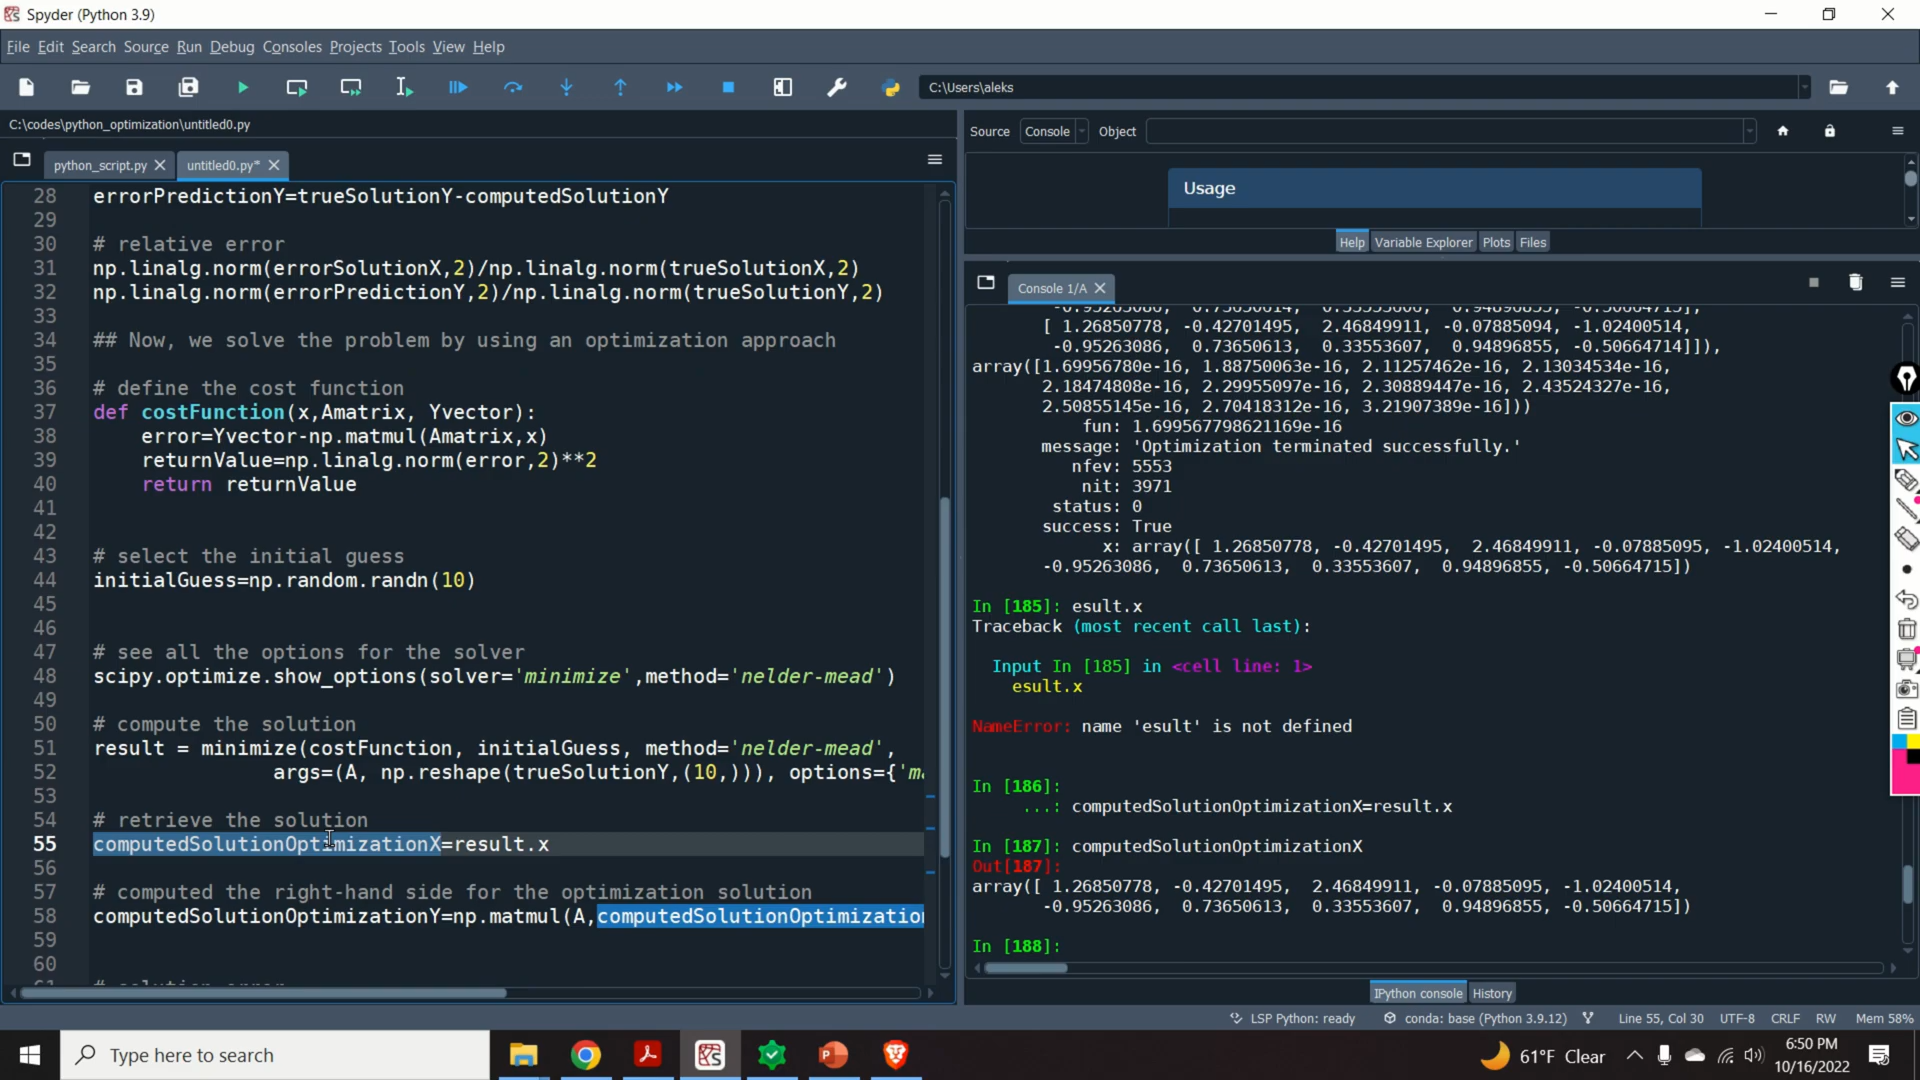 Spyder (Python 3.9)
File Edit Search Source Run Debug Consoles Projects Tools View Help
C:\Users\aleks
C:\codes\python_optimization\untitled0.py
python_script.py
untitled0.py*
28 errorPredictionY=trueSolutionY-computedSolutionY
29
30 # relative error
31 np.linalg.norm(errorSolutionX,2)/np.linalg.norm(trueSolutionX,2)
32 np.linalg.norm(errorPredictionY,2)/np.linalg.norm(trueSolutionY,2)
33
34 ## Now, we solve the problem by using an optimization approach
35
36 # define the cost function
37 def costFunction(x,Amatrix, Yvector):
38 error=Yvector-np.matmul(Amatrix,x)
39 returnValue=np.linalg.norm(error,2)**2
40 return returnValue
41
42
43 # select the initial guess
44 initialGuess=np.random.randn(10)
45
46
47 # see all the options for the solver
48 scipy.optimize.show_options(solver='minimize',method='nelder-mead')
49
50 # compute the solution
51 result = minimize(costFunction, initialGuess, method='nelder-mead',
52 args=(A, np.reshape(trueSolutionY,(10,))), options={'m
53
54 # retrieve the solution
55 computedSolutionOptimizationX=result.x
56
57 # computed the right-hand side for the optimization solution
58 computedSolutionOptimizationY=np.matmul(A,computedSolutionOptimization
59
60
Source Console Object
Usage
Help Variable Explorer Plots Files
Console 1/A
[ 1.26850778, -0.42701495, 2.46849911, -0.07885094, -1.02400514,
-0.95263086, 0.73650613, 0.33553607, 0.94896855, -0.50664714]]),
array([1.69956780e-16, 1.88750063e-16, 2.11257462e-16, 2.13034534e-16,
2.18474808e-16, 2.29955097e-16, 2.30889447e-16, 2.43524327e-16,
2.50855145e-16, 2.70418312e-16, 3.21907389e-16]))
fun: 1.699567798621169e-16
message: 'Optimization terminated successfully.'
nfev: 5553
nit: 3971
status: 0
success: True
x: array([ 1.26850778, -0.42701495, 2.46849911, -0.07885095, -1.02400514,
-0.95263086, 0.73650613, 0.33553607, 0.94896855, -0.50664715])
In [185]: esult.x
Traceback (most recent call last):
Input In [185] in <cell line: 1>
esult.x
NameError: name 'esult' is not defined
In [186]:
...: computedSolutionOptimizationX=result.x
In [187]: computedSolutionOptimizationX
Out[187]:
array([ 1.26850778, -0.42701495, 2.46849911, -0.07885095, -1.02400514,
-0.95263086, 0.73650613, 0.33553607, 0.94896855, -0.50664715])
In [188]:
IPython console History
LSP Python: ready conda: base (Python 3.9.12) Line 55, Col 30 UTF-8 CRLF RW Mem 58%
Type here to search
61°F Clear
6:50 PM
10/16/2022